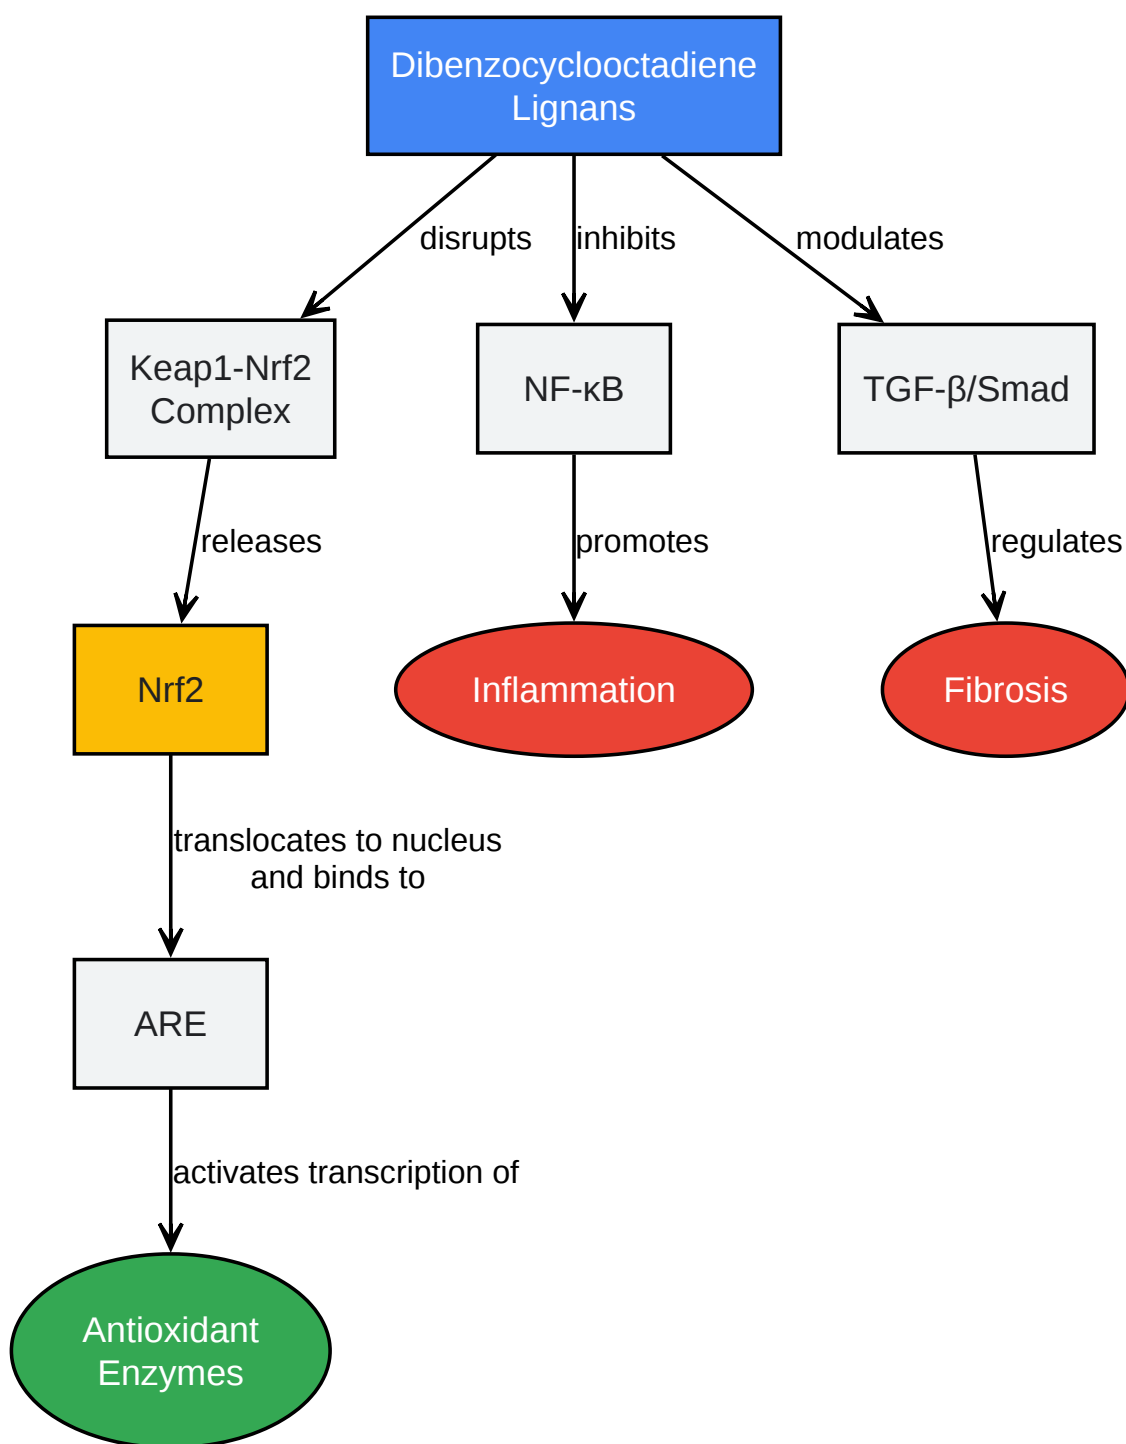 Dibenzocyclooctadiene
Lignans
disrupts
inhibits
modulates
Keap1-Nrf2
Complex
NF-κB
TGF-β/Smad
releases
promotes
regulates
Nrf2
Inflammation
Fibrosis
translocates to nucleus
and binds to
ARE
activates transcription of
Antioxidant
Enzymes